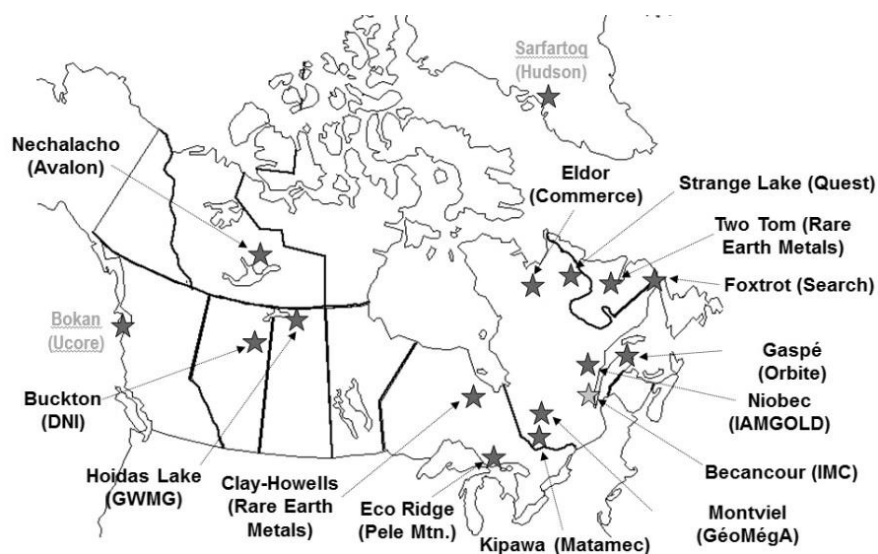 Sarfartoq
(Hudson)
Nechalacho
(Avalon)
Eldor
(Commerce)
Strange Lake (Quest)
Two Tom (Rare
Earth Metals)
Foxtrot (Search)
Bokan
(Ucore)
Gaspé
(Orbite)
Buckton
(DNI)
Niobec
(IAMGOLD)
Hoidas Lake
(GWMG)
Clay-Howells
(Rare Earth
Metals)
Eco Ridge
(Pele Mtn.)
Becancour (IMC)
Montviel
(GéoMégA)
Kipawa (Matamec)